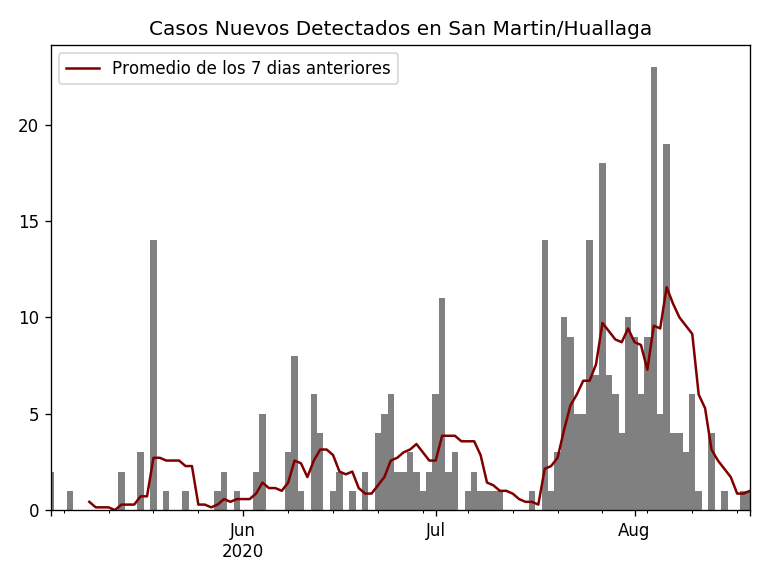 Casos Nuevos Detectados en San Martin/Huallaga
Promedio de los 7 dias anteriores
20
15
10
5
0
Jun
2020
Jul
Aug